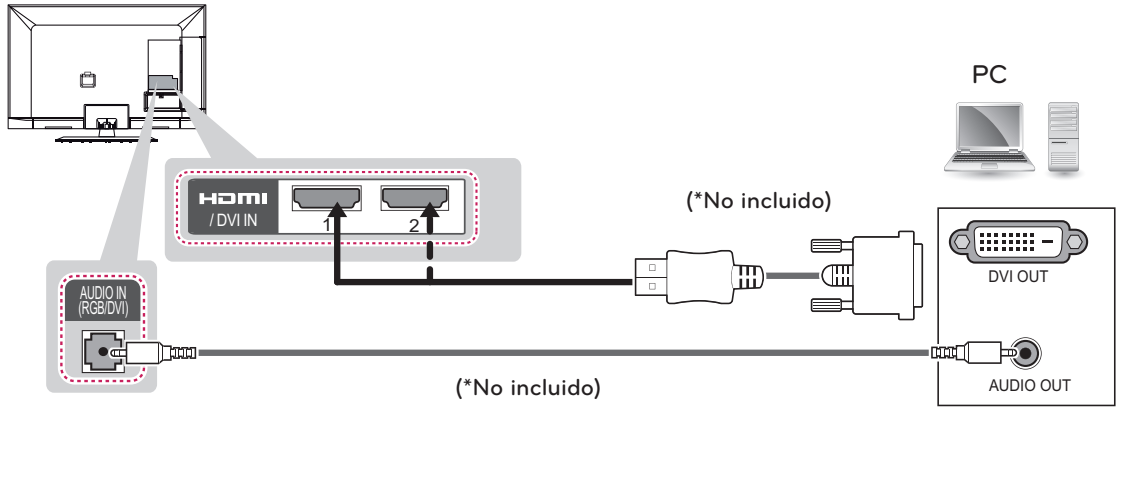 PC
(*No incluido)
HDMI
/ DVI IN
1
2
DVI OUT
AUDIO IN
(RGB/DVI)
AUDIO OUT
(*No incluido)